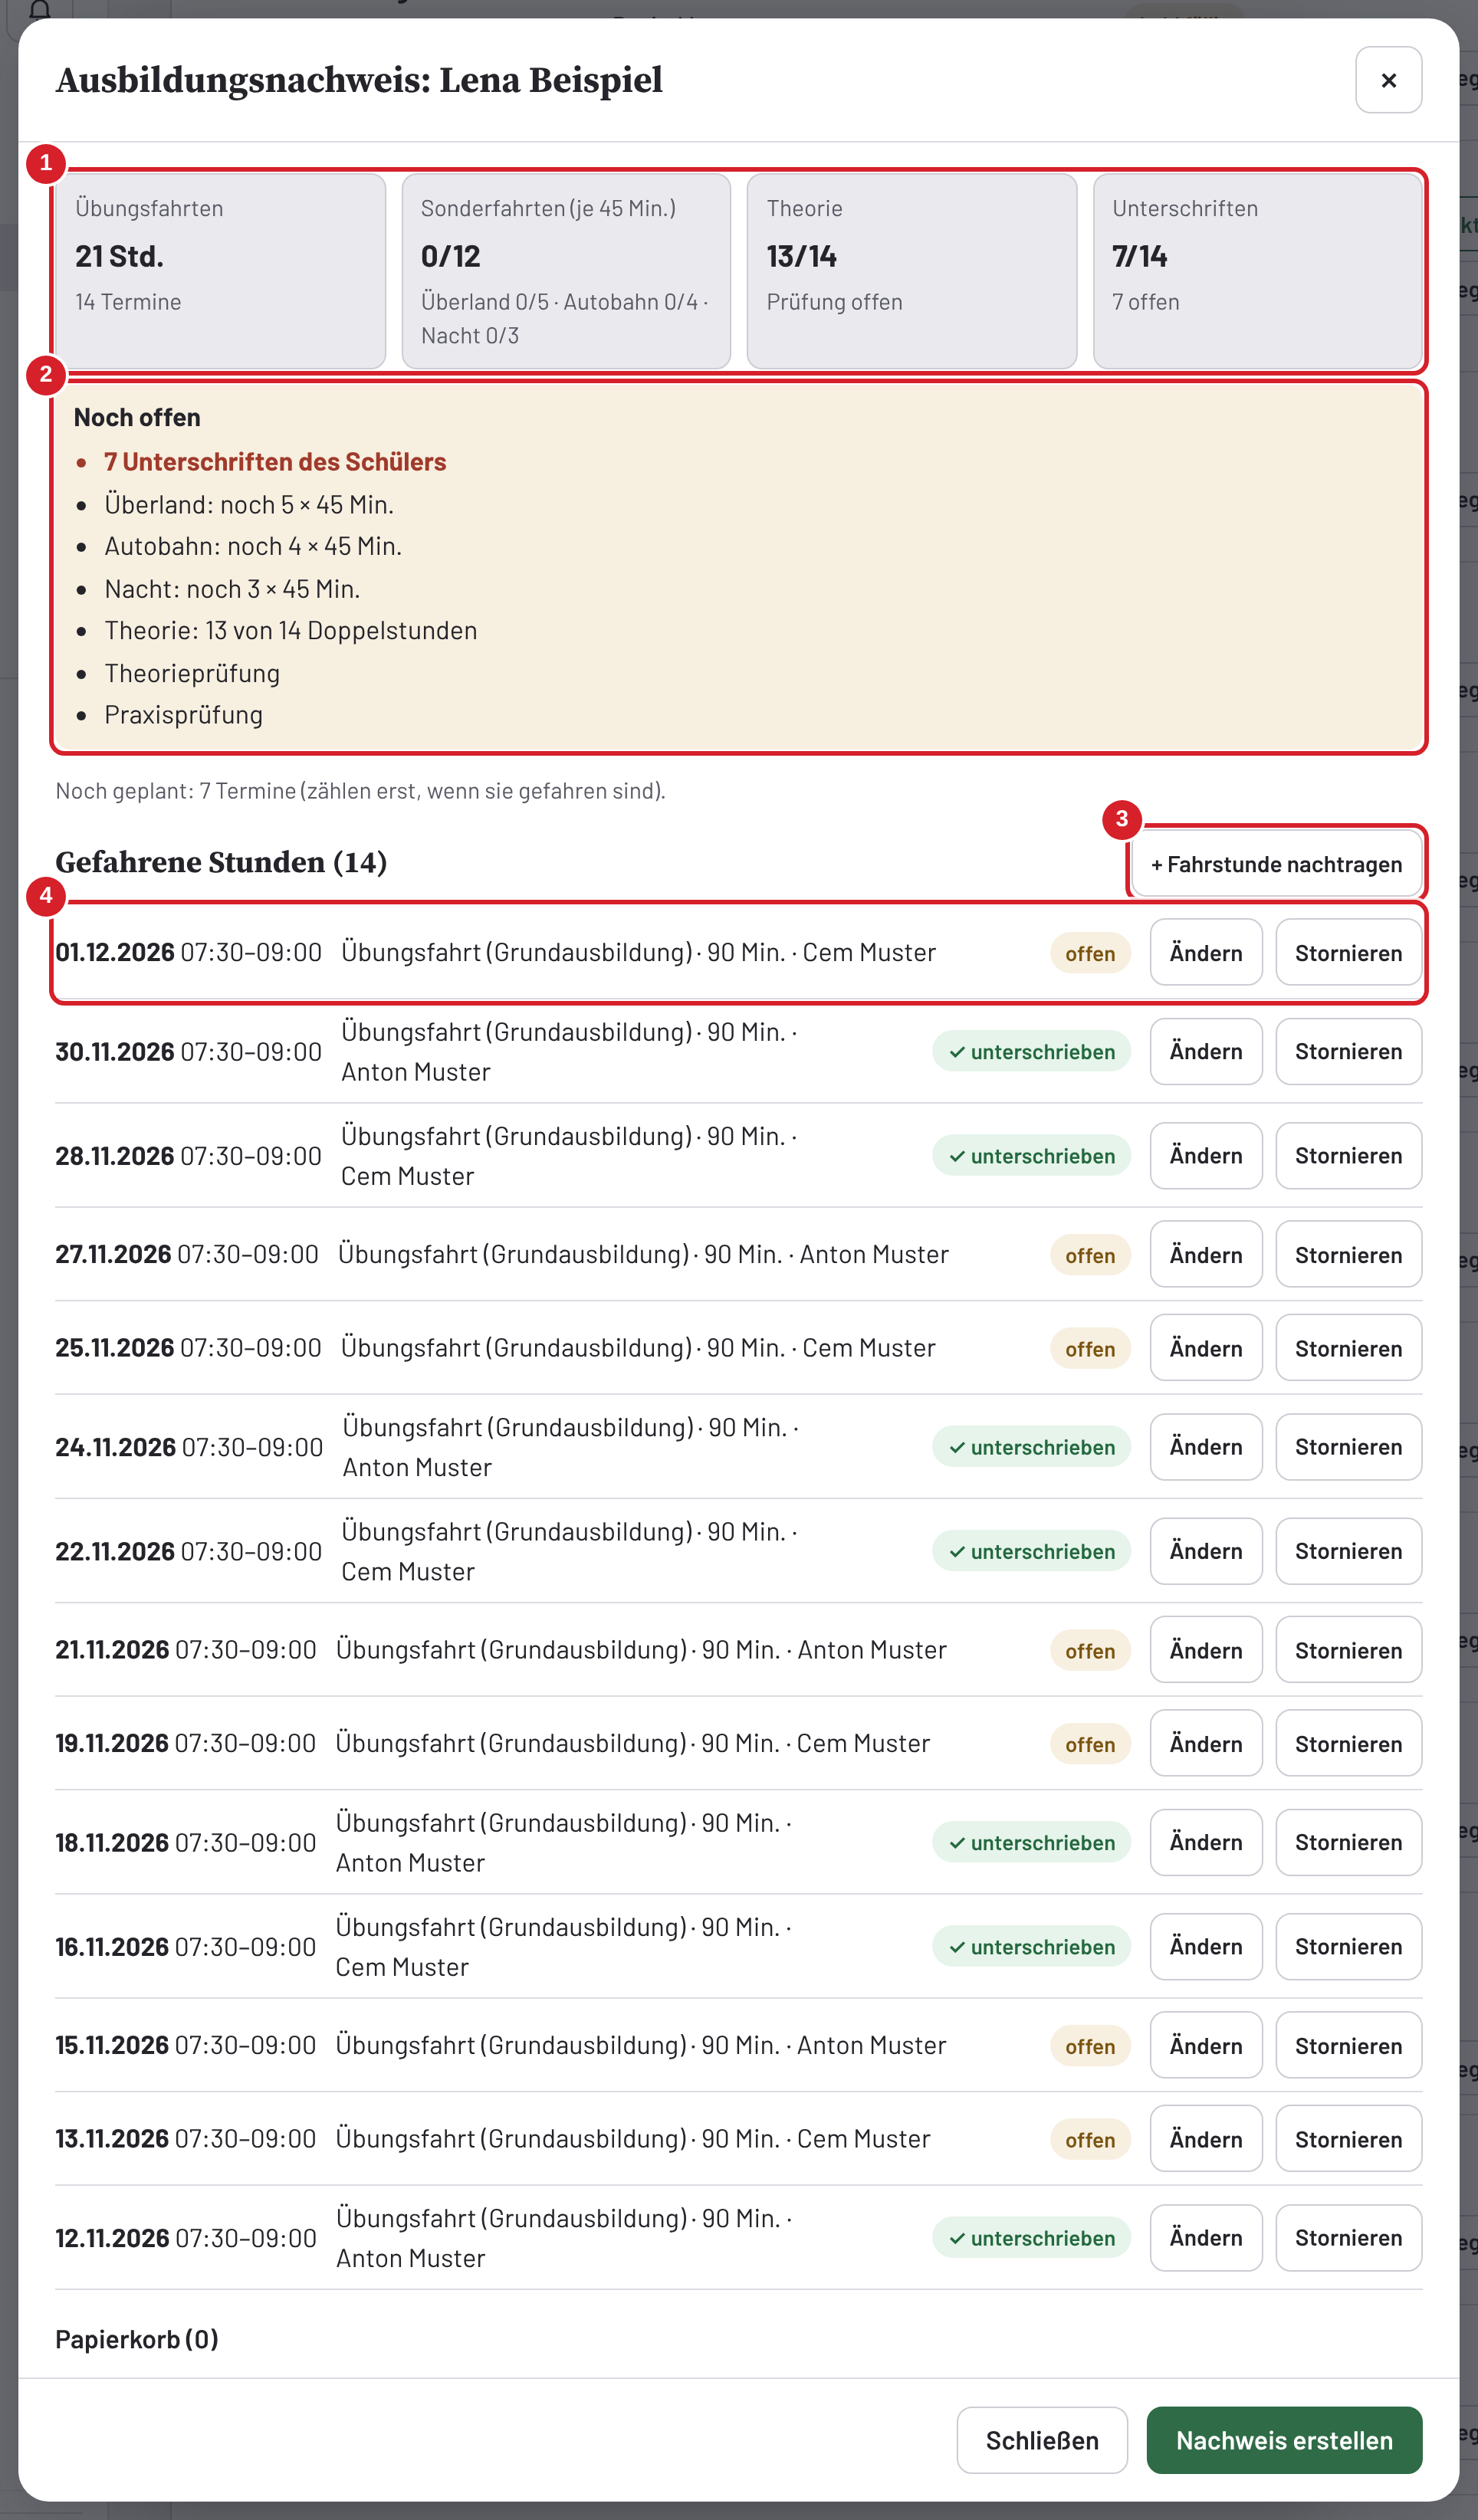 Ausbildungsnachweis: Lena Beispiel
×
1
Übungsfahrten
21 Std.
14 Termine
Sonderfahrten (je 45 Min.)
0/12
Überland 0/5 · Autobahn 0/4 ·
Nacht 0/3
Theorie
13/14
Prüfung offen
Unterschriften
7/14
7 offen
2
Noch offen
• 7 Unterschriften des Schülers
• Überland: noch 5 × 45 Min.
• Autobahn: noch 4 × 45 Min.
• Nacht: noch 3 × 45 Min.
• Theorie: 13 von 14 Doppelstunden
• Theorieprüfung
• Praxisprüfung
Noch geplant: 7 Termine (zählen erst, wenn sie gefahren sind).
3
Gefahrene Stunden (14)
+ Fahrstunde nachtragen
4
01.12.2026 07:30–09:00 Übungsfahrt (Grundausbildung) · 90 Min. · Cem Muster offen Ändern Stornieren
30.11.2026 07:30–09:00 Übungsfahrt (Grundausbildung) · 90 Min. ·
Anton Muster ✓ unterschrieben Ändern Stornieren
28.11.2026 07:30–09:00 Übungsfahrt (Grundausbildung) · 90 Min. ·
Cem Muster ✓ unterschrieben Ändern Stornieren
27.11.2026 07:30–09:00 Übungsfahrt (Grundausbildung) · 90 Min. · Anton Muster offen Ändern Stornieren
25.11.2026 07:30–09:00 Übungsfahrt (Grundausbildung) · 90 Min. · Cem Muster offen Ändern Stornieren
24.11.2026 07:30–09:00 Übungsfahrt (Grundausbildung) · 90 Min. ·
Anton Muster ✓ unterschrieben Ändern Stornieren
22.11.2026 07:30–09:00 Übungsfahrt (Grundausbildung) · 90 Min. ·
Cem Muster ✓ unterschrieben Ändern Stornieren
21.11.2026 07:30–09:00 Übungsfahrt (Grundausbildung) · 90 Min. · Anton Muster offen Ändern Stornieren
19.11.2026 07:30–09:00 Übungsfahrt (Grundausbildung) · 90 Min. · Cem Muster offen Ändern Stornieren
18.11.2026 07:30–09:00 Übungsfahrt (Grundausbildung) · 90 Min. ·
Anton Muster ✓ unterschrieben Ändern Stornieren
16.11.2026 07:30–09:00 Übungsfahrt (Grundausbildung) · 90 Min. ·
Cem Muster ✓ unterschrieben Ändern Stornieren
15.11.2026 07:30–09:00 Übungsfahrt (Grundausbildung) · 90 Min. · Anton Muster offen Ändern Stornieren
13.11.2026 07:30–09:00 Übungsfahrt (Grundausbildung) · 90 Min. · Cem Muster offen Ändern Stornieren
12.11.2026 07:30–09:00 Übungsfahrt (Grundausbildung) · 90 Min. ·
Anton Muster ✓ unterschrieben Ändern Stornieren
Papierkorb (0)
Schließen
Nachweis erstellen